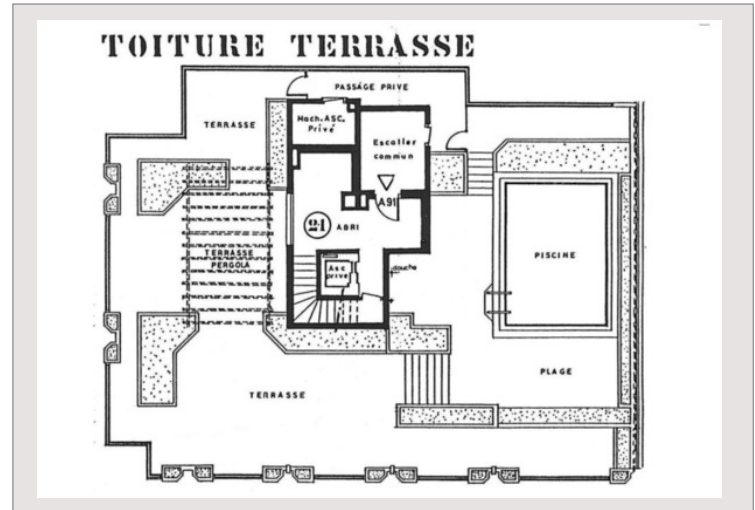 TOITURE TERRASSE
PASSAGE PRIVE
TERRASSE
Mach. ASC.
Privé
Escalier
commun
A91
21
ABRI
TERRASSE
PERGOLA
PISCINE
Asc
privé
douche
PLAGE
TERRASSE